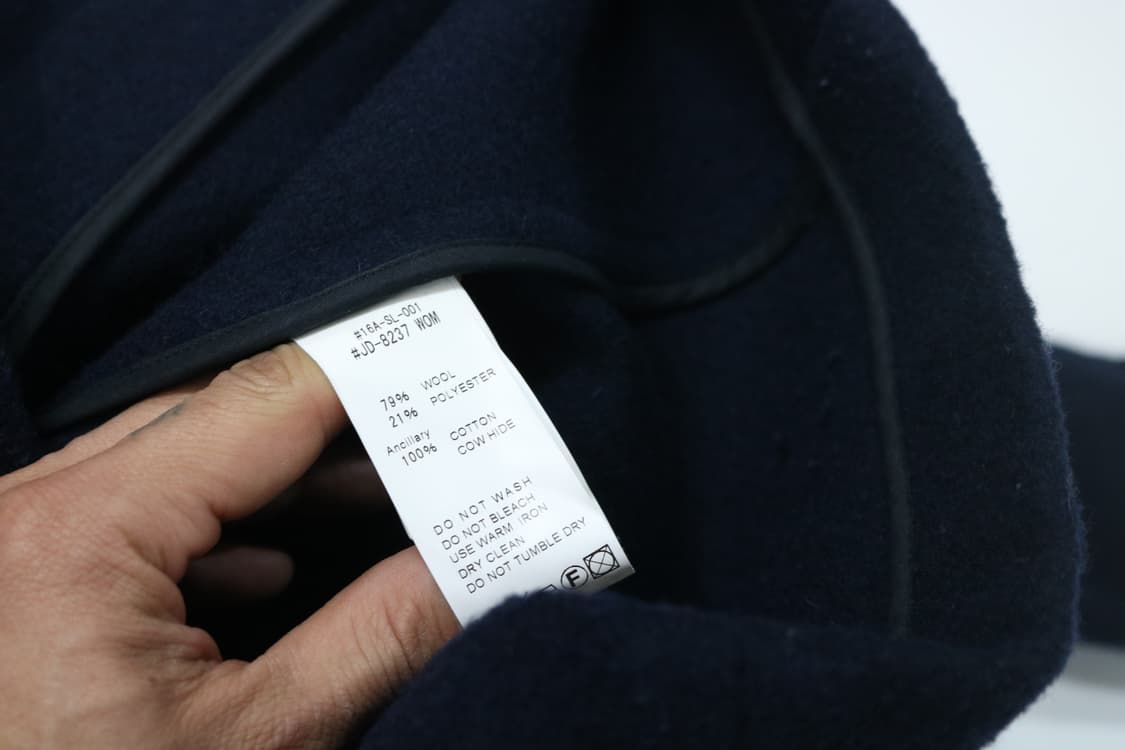 #16A-SL-001
#JD-8237 WOM
79% WOOL
21% POLYESTER
Ancillary COTTON
100% COW HIDE
DO NOT WASH
DO NOT BLEACH
USE WARM IRON
DRY CLEAN
DO NOT TUMBLE DRY
F